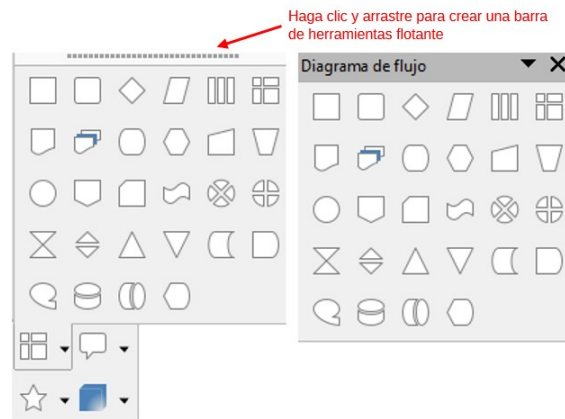 Haga clic y arrastre para crear una barra
de herramientas flotante
Diagrama de flujo